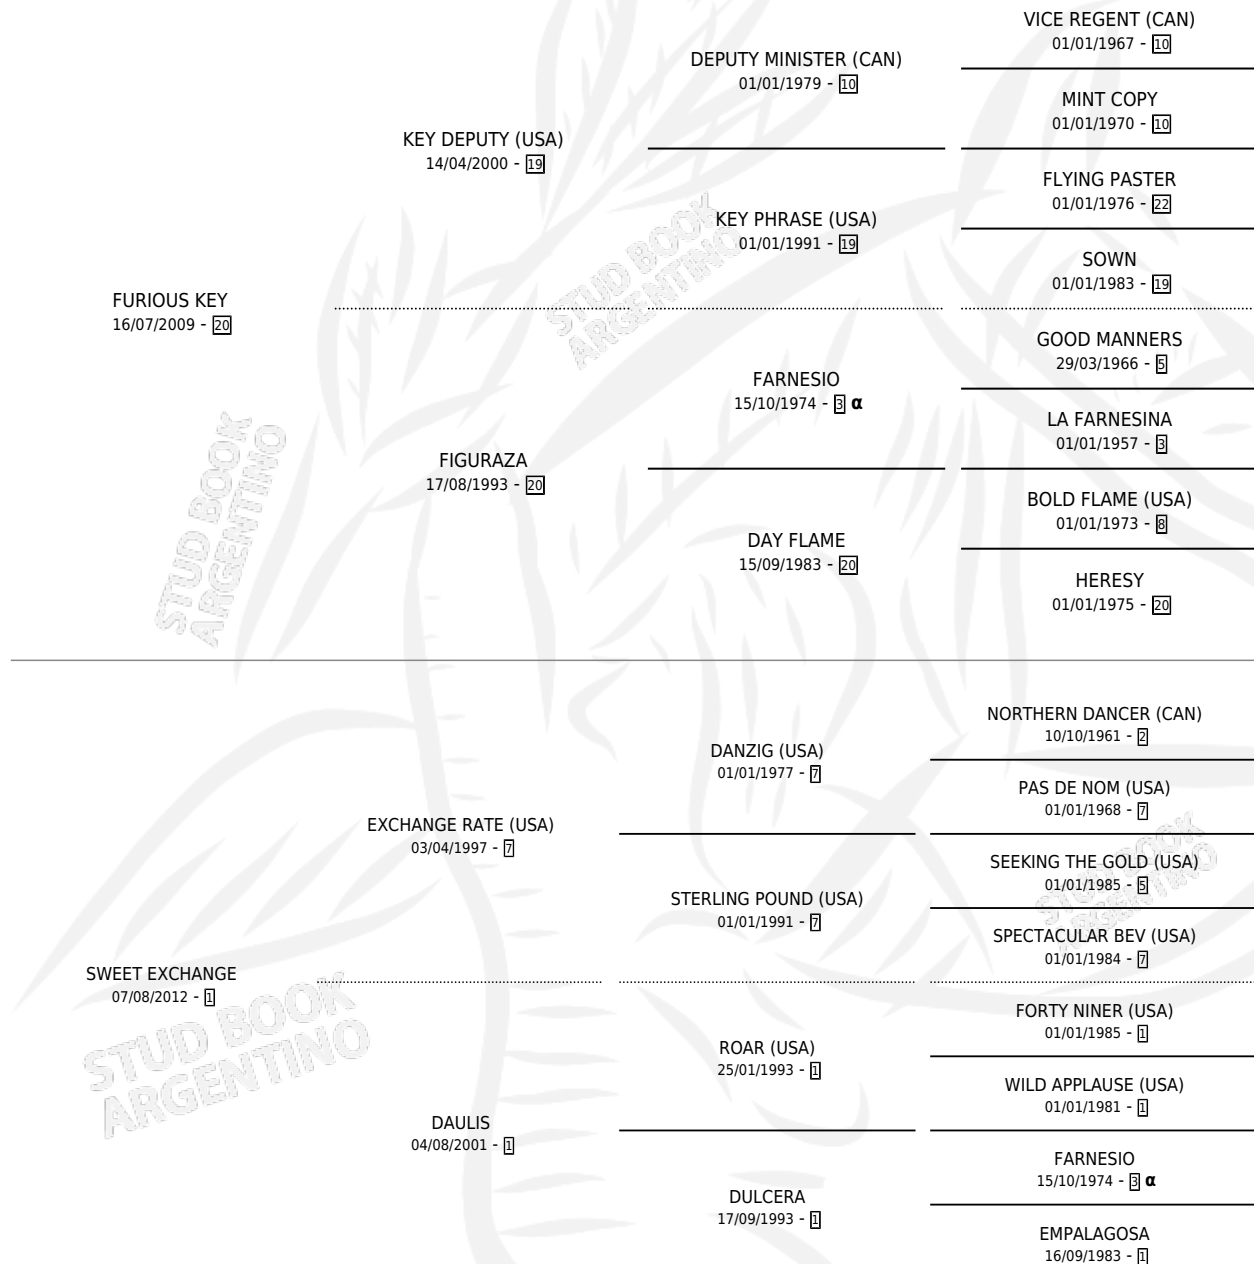 VICE REGENT (CAN)
01/01/1967 - 10
DEPUTY MINISTER (CAN)
01/01/1979 - 10
MINT COPY
01/01/1970 - 10
KEY DEPUTY (USA)
14/04/2000 - 19
FLYING PASTER
01/01/1976 - 22
KEY PHRASE (USA)
01/01/1991 - 19
SOWN
01/01/1983 - 19
FURIOUS KEY
16/07/2009 - 20
GOOD MANNERS
29/03/1966 - 5
FARNESIO
15/10/1974 - 3 α
LA FARNESINA
01/01/1957 - 3
FIGURAZA
17/08/1993 - 20
BOLD FLAME (USA)
01/01/1973 - 8
DAY FLAME
15/09/1983 - 20
HERESY
01/01/1975 - 20
NORTHERN DANCER (CAN)
10/10/1961 - 2
DANZIG (USA)
01/01/1977 - 7
PAS DE NOM (USA)
01/01/1968 - 7
EXCHANGE RATE (USA)
03/04/1997 - 7
SEEKING THE GOLD (USA)
01/01/1985 - 5
STERLING POUND (USA)
01/01/1991 - 7
SPECTACULAR BEV (USA)
01/01/1984 - 7
SWEET EXCHANGE
07/08/2012 - 1
FORTY NINER (USA)
01/01/1985 - 1
ROAR (USA)
25/01/1993 - 1
WILD APPLAUSE (USA)
01/01/1981 - 1
DAULIS
04/08/2001 - 1
FARNESIO
15/10/1974 - 3 α
DULCERA
17/09/1993 - 1
EMPALAGOSA
16/09/1983 - 1
STUD BOOK
ARGENTINO
STUD BOOK
ARGENTINO
STUD BOOK
ARGENTINO
STUD BOOK
ARGENTINO